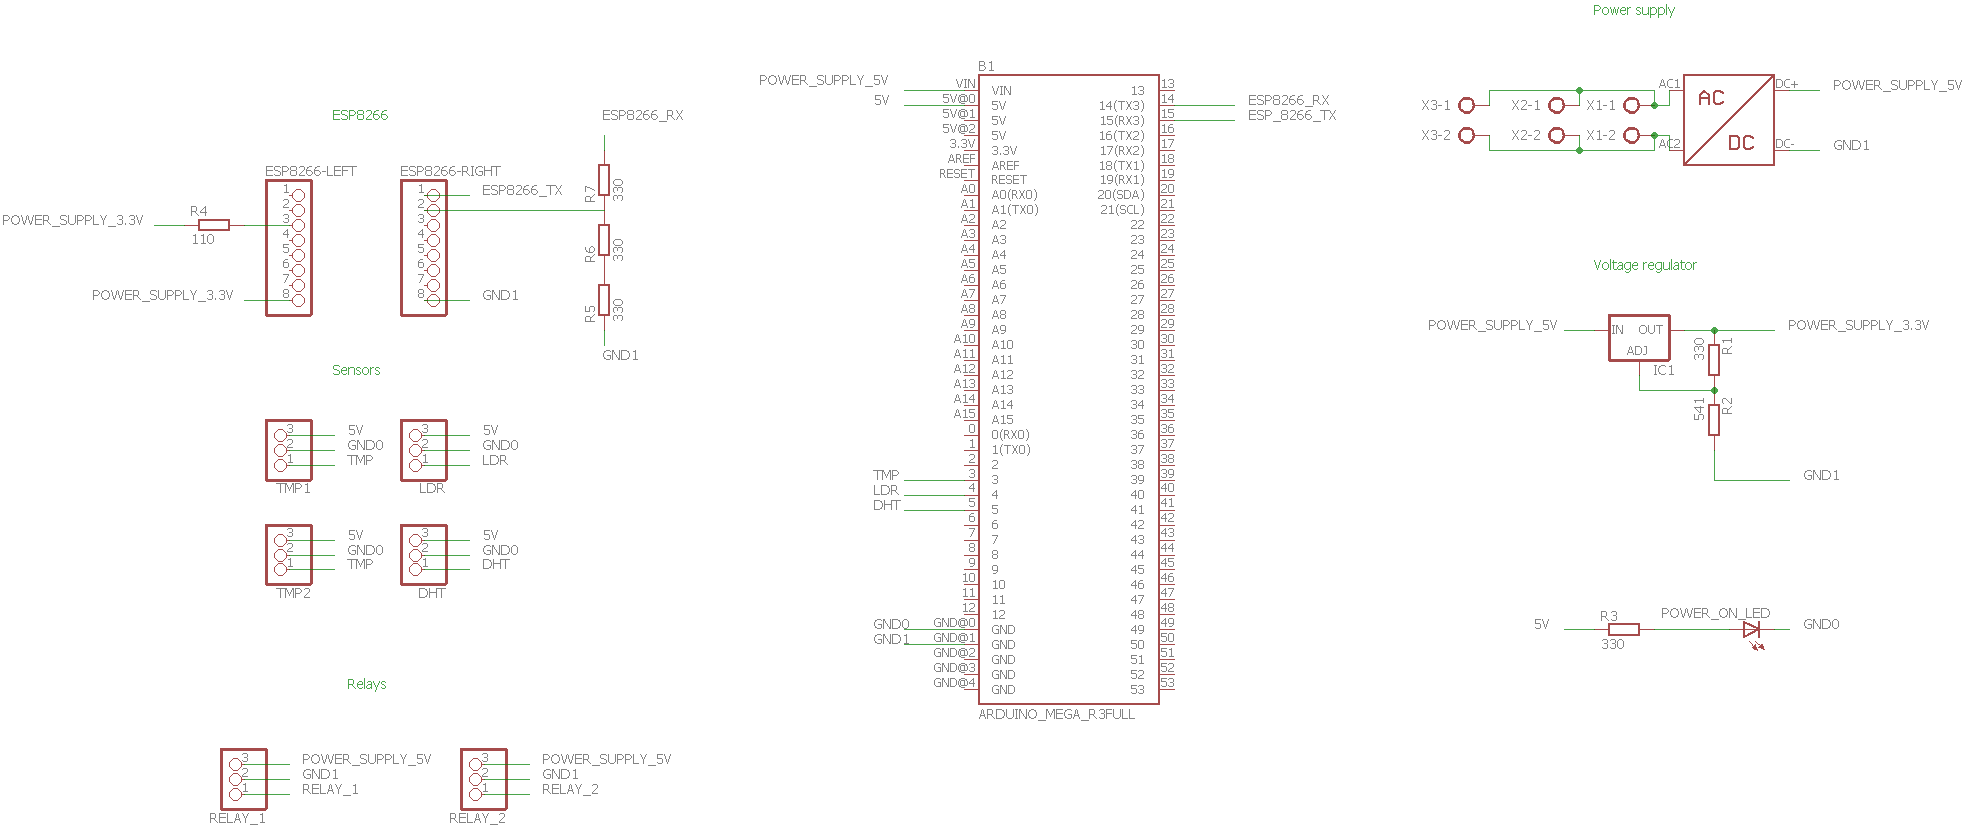 Power supply
X3-1
X2-1
X1-1
AC1
AC
DC+
POWER_SUPPLY_5V
X3-2
X2-2
X1-2
AC2
DC
DC-
GND1
ESP8266
ESP8266-LEFT
1
2
3
4
5
6
7
8
POWER_SUPPLY_3.3V
R4
110
POWER_SUPPLY_3.3V
ESP8266-RIGHT
1
2
3
4
5
6
7
8
ESP8266_TX
GND1
ESP8266_RX
R7
330
R6
330
R5
330
GND1
Sensors
3
2
1
5V
GND0
TMP
TMP1
3
2
1
5V
GND0
LDR
LDR
3
2
1
5V
GND0
TMP
TMP2
3
2
1
5V
GND0
DHT
DHT
Relays
3
2
1
POWER_SUPPLY_5V
GND1
RELAY_1
RELAY_1
3
2
1
POWER_SUPPLY_5V
GND1
RELAY_2
RELAY_2
B1
POWER_SUPPLY_5V VIN VIN 13 13
5V 5V@0 5V 14(TX3) 14 ESP8266_RX
5V@1 5V 15(RX3) 15 ESP_8266_TX
5V@2 5V 16(TX2) 16
3.3V 3.3V 17(RX2) 17
AREF AREF 18(TX1) 18
RESET RESET 19(RX1) 19
A0 A0(RX0) 20(SDA) 20
A1 A1(TX0) 21(SCL) 21
A2 A2 22 22
A3 A3 23 23
A4 A4 24 24
A5 A5 25 25
A6 A6 26 26
A7 A7 27 27
A8 A8 28 28
A9 A9 29 29
A10 A10 30 30
A11 A11 31 31
A12 A12 32 32
A13 A13 33 33
A14 A14 34 34
A15 A15 35 35
0 0(RX0) 36 36
1 1(TX0) 37 37
2 2 38 38
TMP 3 3 39 39
LDR 4 4 40 40
DHT 5 5 41 41
6 6 42 42
7 7 43 43
8 8 44 44
9 9 45 45
10 10 46 46
11 11 47 47
12 12 48 48
GND0 GND@0 GND 49 49
GND1 GND@1 GND 50 50
GND@2 GND 51 51
GND@3 GND 52 52
GND@4 GND 53 53
ARDUINO_MEGA_R3FULL
Voltage regulator
POWER_SUPPLY_5V
IN OUT
ADJ
IC1
POWER_SUPPLY_3.3V
330
R1
541
R2
GND1
5V
R3
330
POWER_ON_LED
GND0